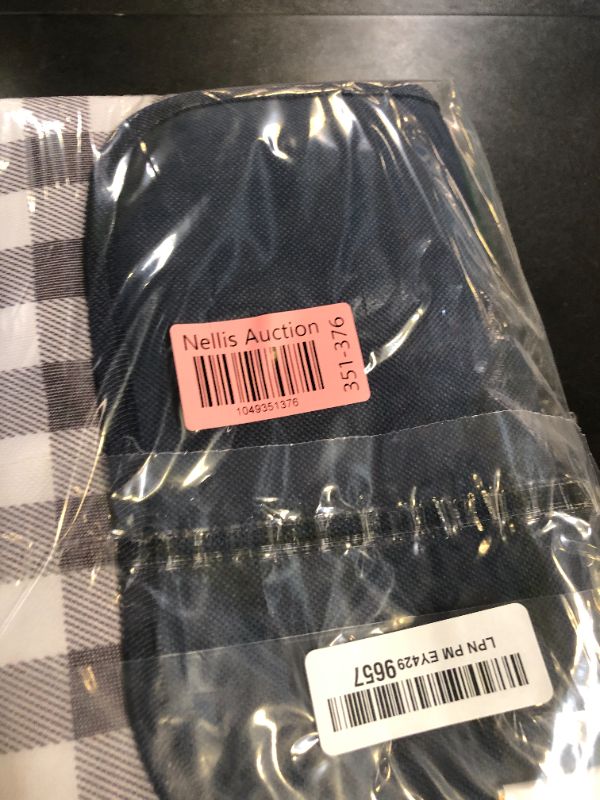 Nellis Auction
1049351376
351-376
LPN PM EY429 9657